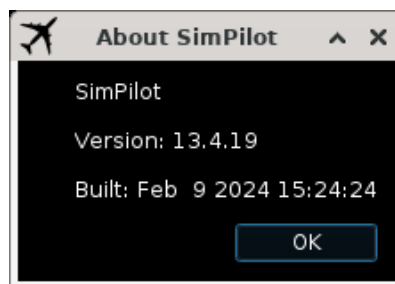 About SimPilot
SimPilot
Version: 13.4.19
Built: Feb  9 2024 15:24:24
OK